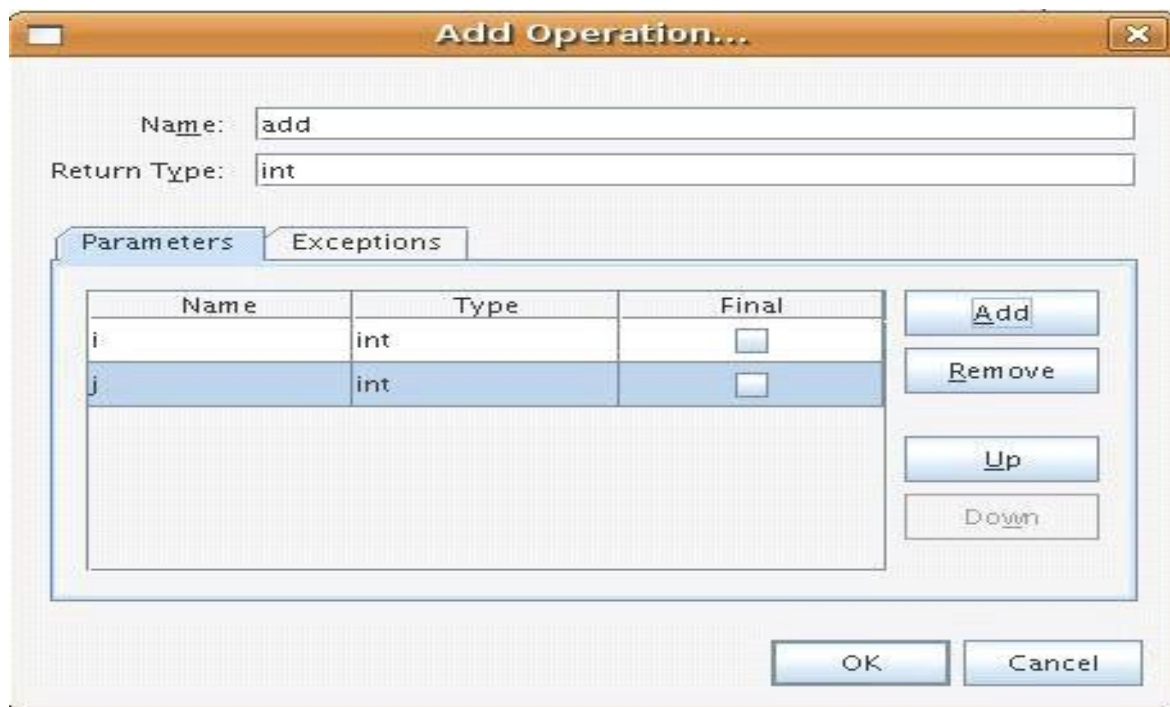 Add Operation...
Name: add
Return Type: int
Parameters Exceptions
Name Type Final
i int
j int
Add
Remove
Up
Down
OK Cancel